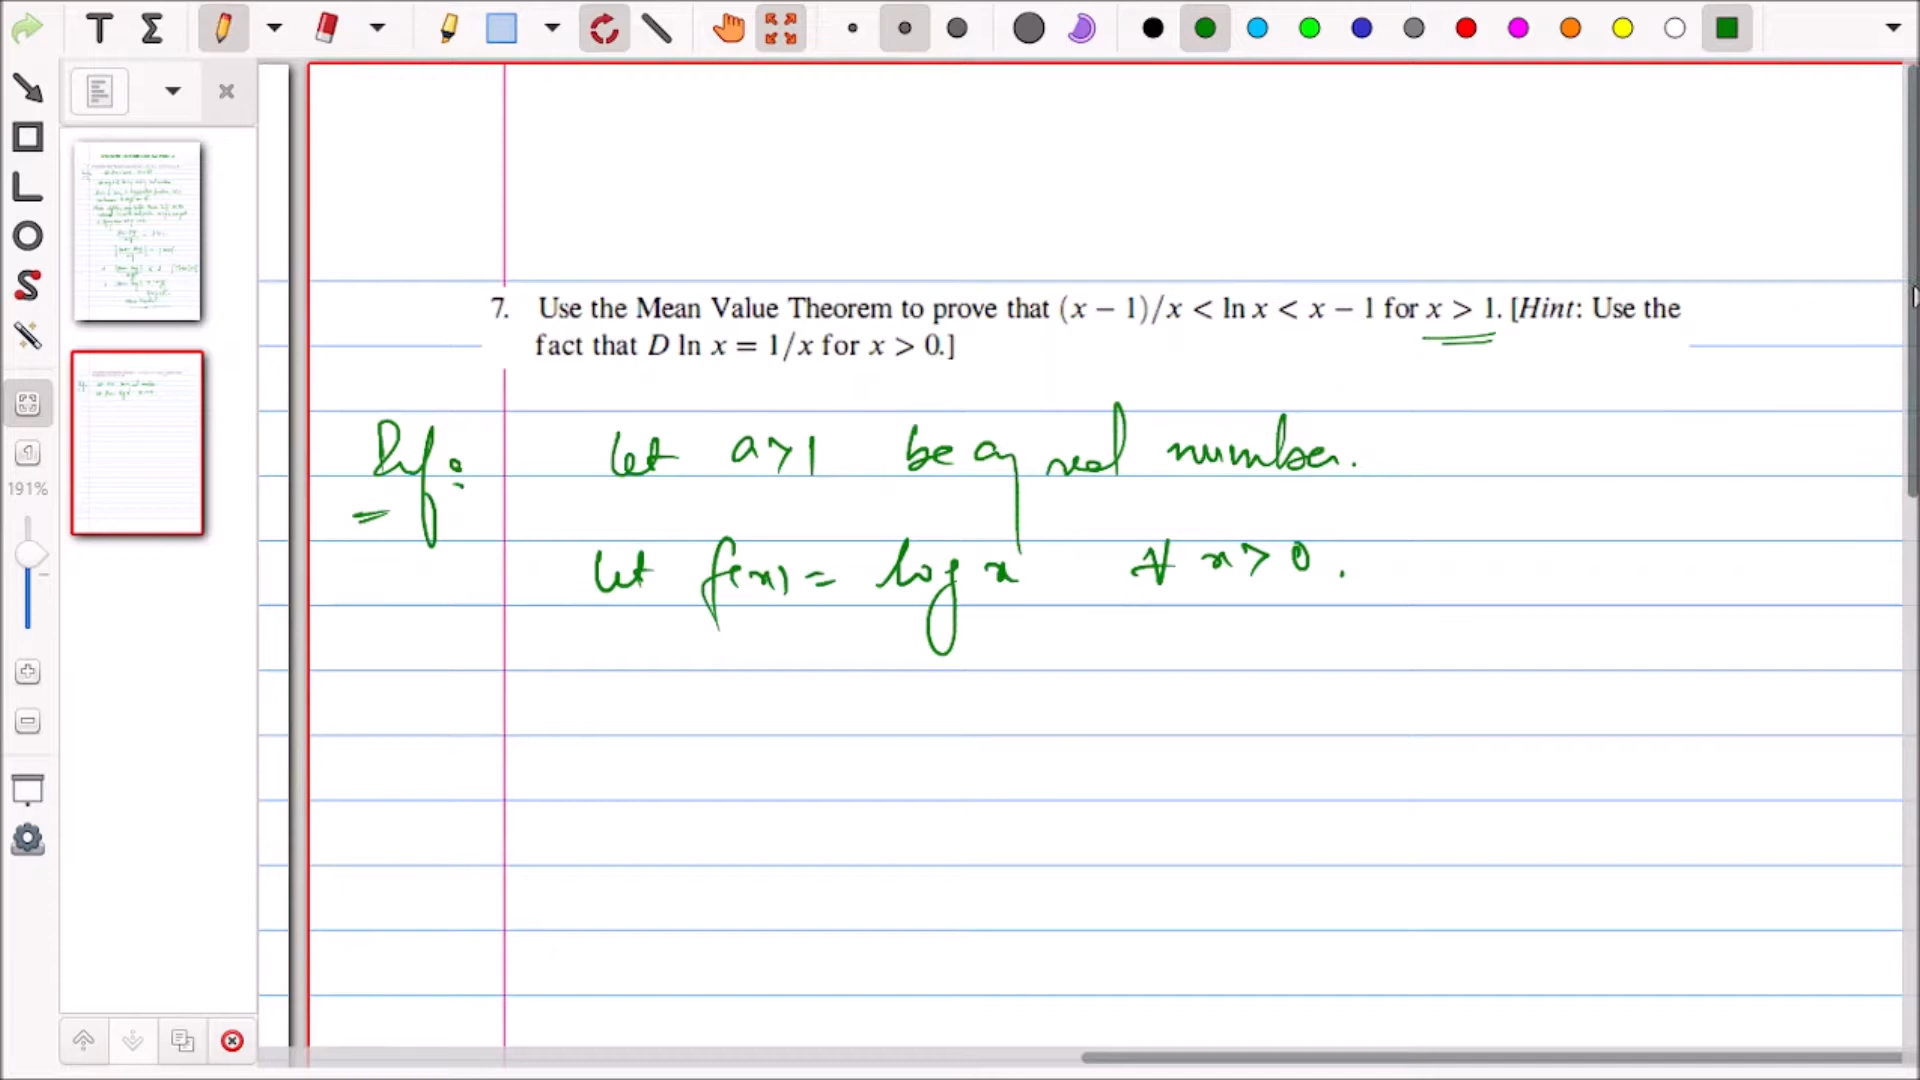 7. Use the Mean Value Theorem to prove that (x − 1)/x < ln x < x − 1 for x > 1. [Hint: Use the
fact that D ln x = 1/x for x > 0.]
let a>1 be any real number.
let f(x) = log x ∀ x > 0.
191%